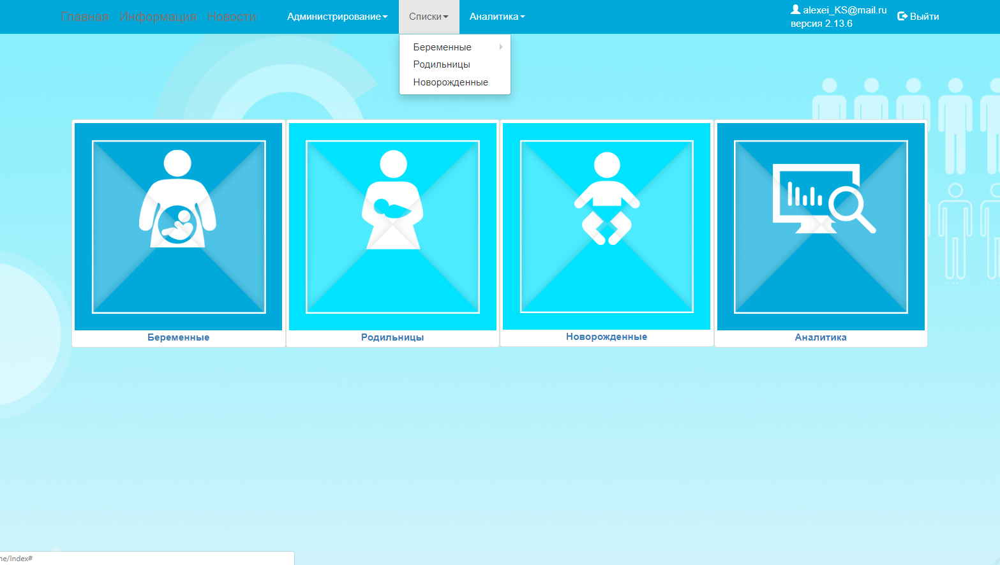 Главная Информация Новости Администрирование Списки Аналитика alexei_KS@mail.ru Выйти
версия 2.13.6
Беременные
Родильницы
Новорожденные
Беременные Родильницы Новорожденные Аналитика
ne/Index#